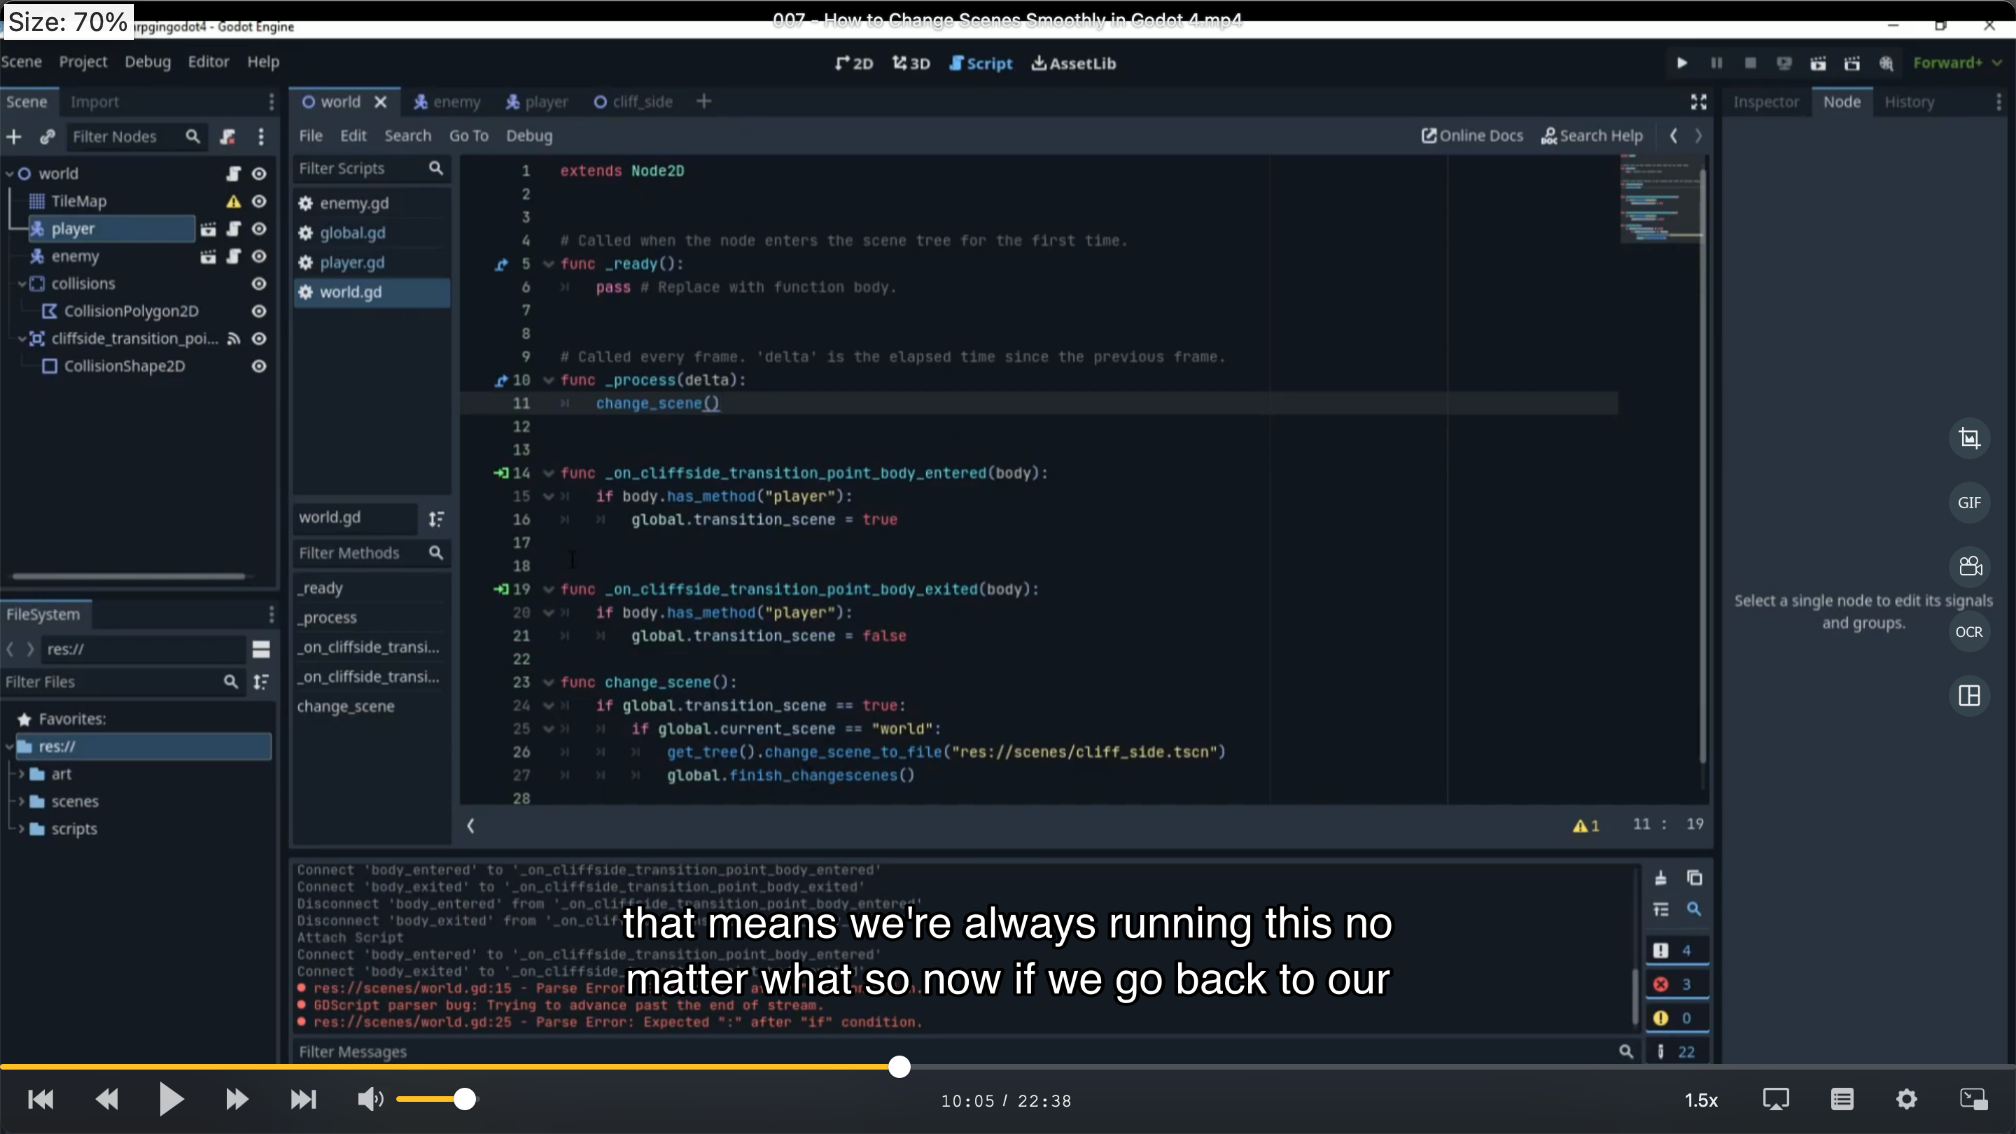 Size: 70%
rpgingodot4 - Godot Engine
007 - How to Change Scenes Smoothly in Godot 4.mp4
Scene Project Debug Editor Help
2D 3D Script AssetLib
Forward+
Scene Import
world enemy player cliff_side
Inspector Node History
Filter Nodes
File Edit Search Go To Debug
Online Docs Search Help
world
TileMap
player
enemy
collisions
CollisionPolygon2D
cliffside_transition_poi...
CollisionShape2D
Filter Scripts
enemy.gd
global.gd
player.gd
world.gd
world.gd
Filter Methods
_ready
_process
_on_cliffside_transi...
_on_cliffside_transi...
change_scene
1 extends Node2D
2
3
4 # Called when the node enters the scene tree for the first time.
5 func _ready():
6 pass # Replace with function body.
7
8
9 # Called every frame. 'delta' is the elapsed time since the previous frame.
10 func _process(delta):
11 change_scene()
12
13
14 func _on_cliffside_transition_point_body_entered(body):
15 if body.has_method("player"):
16 global.transition_scene = true
17
18
19 func _on_cliffside_transition_point_body_exited(body):
20 if body.has_method("player"):
21 global.transition_scene = false
22
23 func change_scene():
24 if global.transition_scene == true:
25 if global.current_scene == "world":
26 get_tree().change_scene_to_file("res://scenes/cliff_side.tscn")
27 global.finish_changescenes()
28
1 11 : 19
GIF
OCR
Select a single node to edit its signals
and groups.
FileSystem
res://
Filter Files
Favorites:
res://
art
scenes
scripts
Connect 'body_entered' to '_on_cliffside_transition_point_body_entered'
Connect 'body_exited' to '_on_cliffside_transition_point_body_exited'
Disconnect 'body_entered' from '_on_cliffside_transition_point_body_entered'
Disconnect 'body_exited' from '_on_clif
Attach Script
Connect 'body_entered' to '_on_cliffside_
Connect 'body_exited' to '_on_cliffside_
res://scenes/world.gd:15 - Parse Error
GDScript parser bug: Trying to advance past the end of stream.
res://scenes/world.gd:25 - Parse Error: Expected ":" after "if" condition.
that means we're always running this no
matter what so now if we go back to our
4
3
0
22
Filter Messages
10:05 / 22:38
1.5x